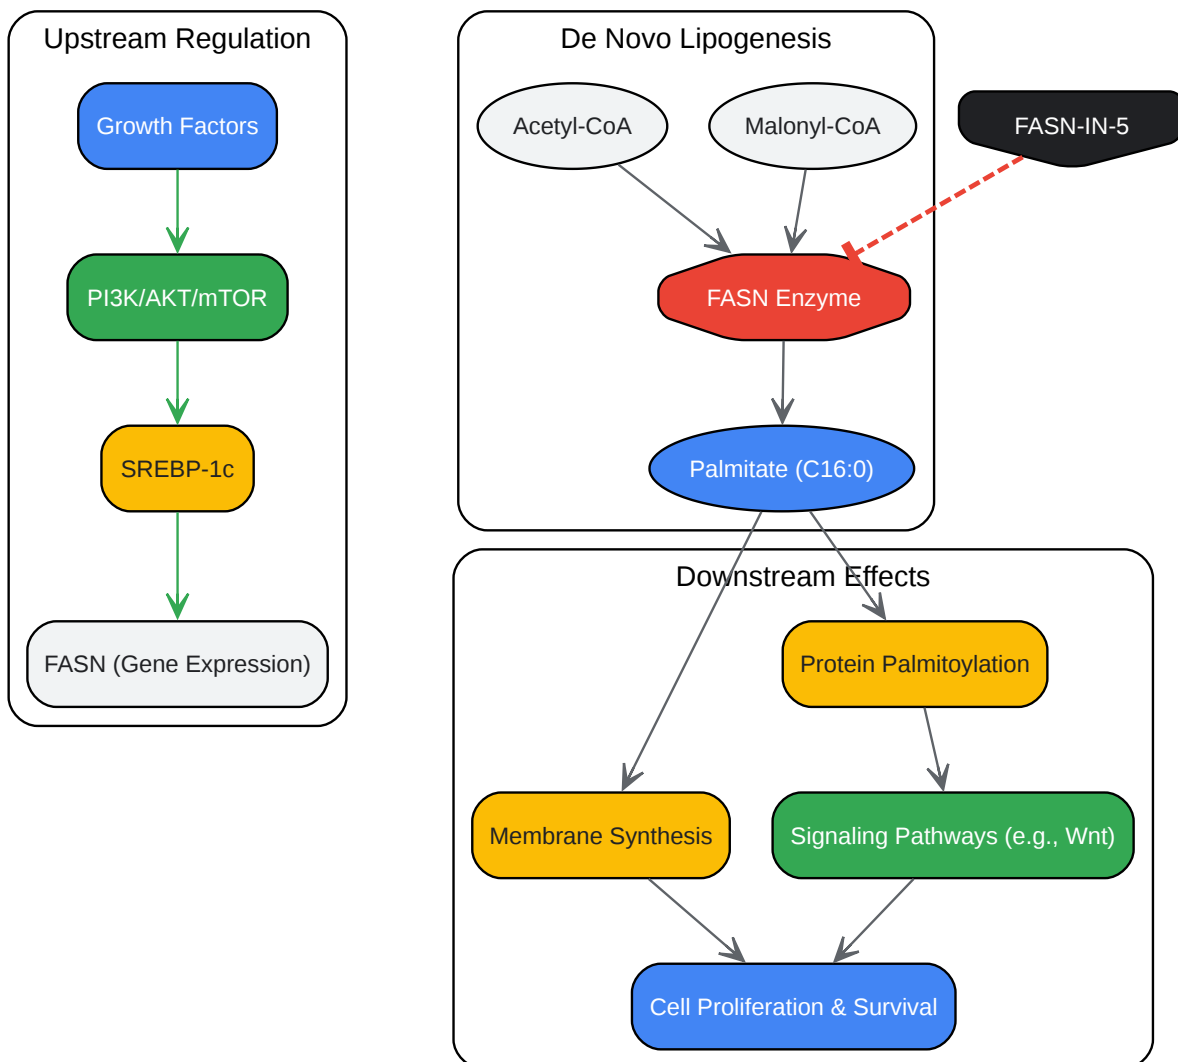 Upstream Regulation
Growth Factors
PI3K/AKT/mTOR
SREBP-1c
FASN (Gene Expression)
De Novo Lipogenesis
Acetyl-CoA
Malonyl-CoA
FASN-IN-5
FASN Enzyme
Palmitate (C16:0)
Downstream Effects
Protein Palmitoylation
Membrane Synthesis
Signaling Pathways (e.g., Wnt)
Cell Proliferation & Survival